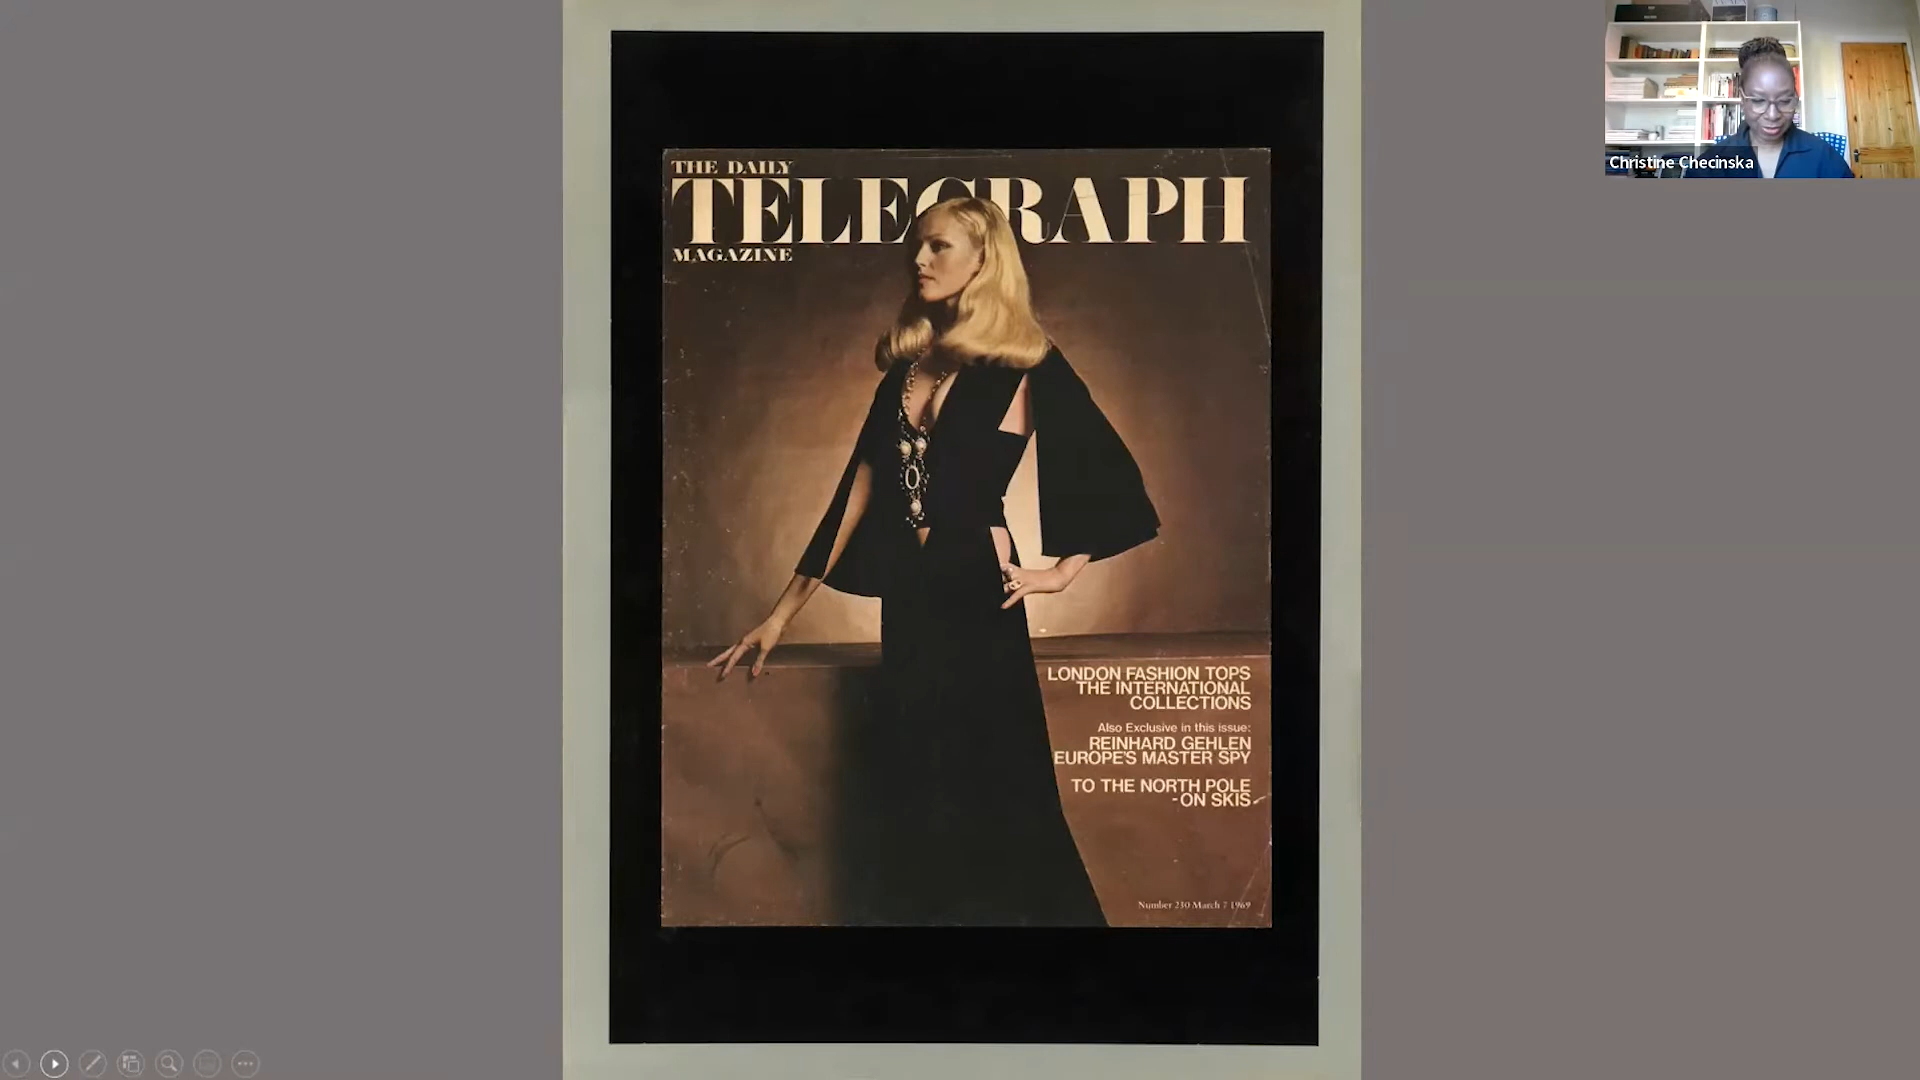 THE DAILY
TELEGRAPH
MAGAZINE
LONDON FASHION TOPS
THE INTERNATIONAL
COLLECTIONS
Also Exclusive in this issue:
REINHARD GEHLEN
EUROPE'S MASTER SPY
TO THE NORTH POLE
-ON SKIS
Number 230 March 7 1969
Christine Checinska